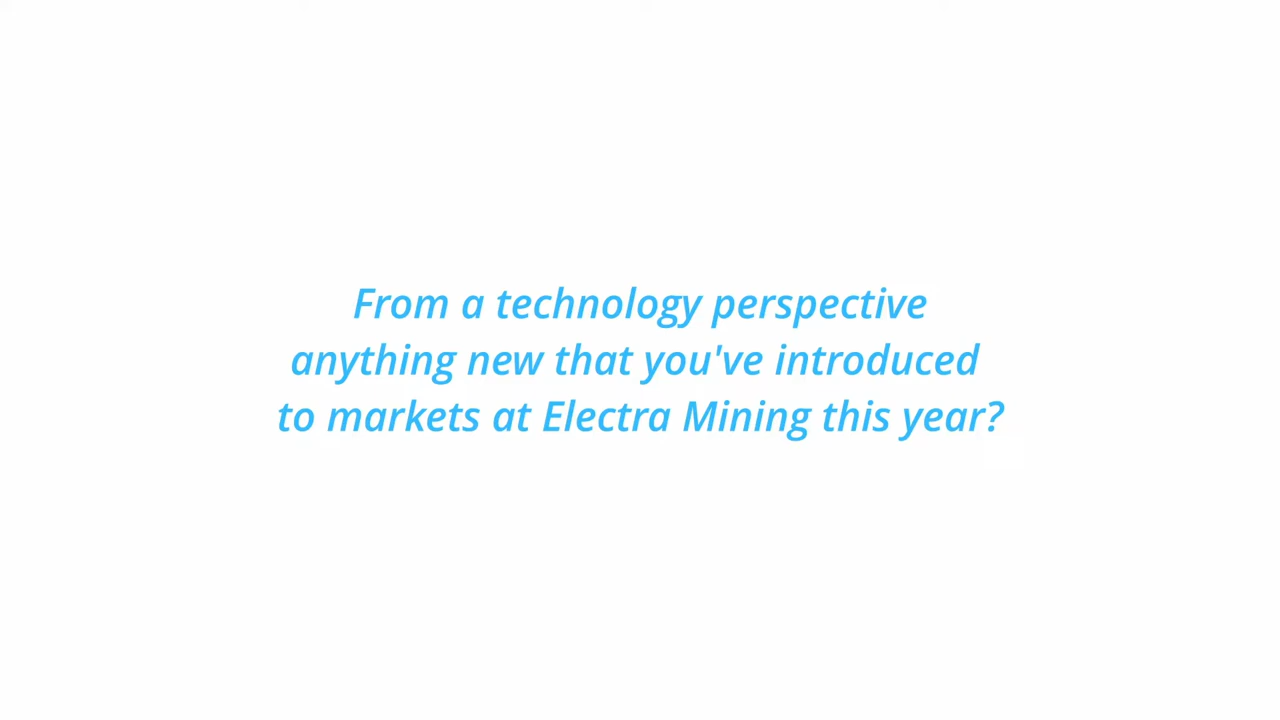 From a technology perspective
anything new that you've introduced
to markets at Electra Mining this year?